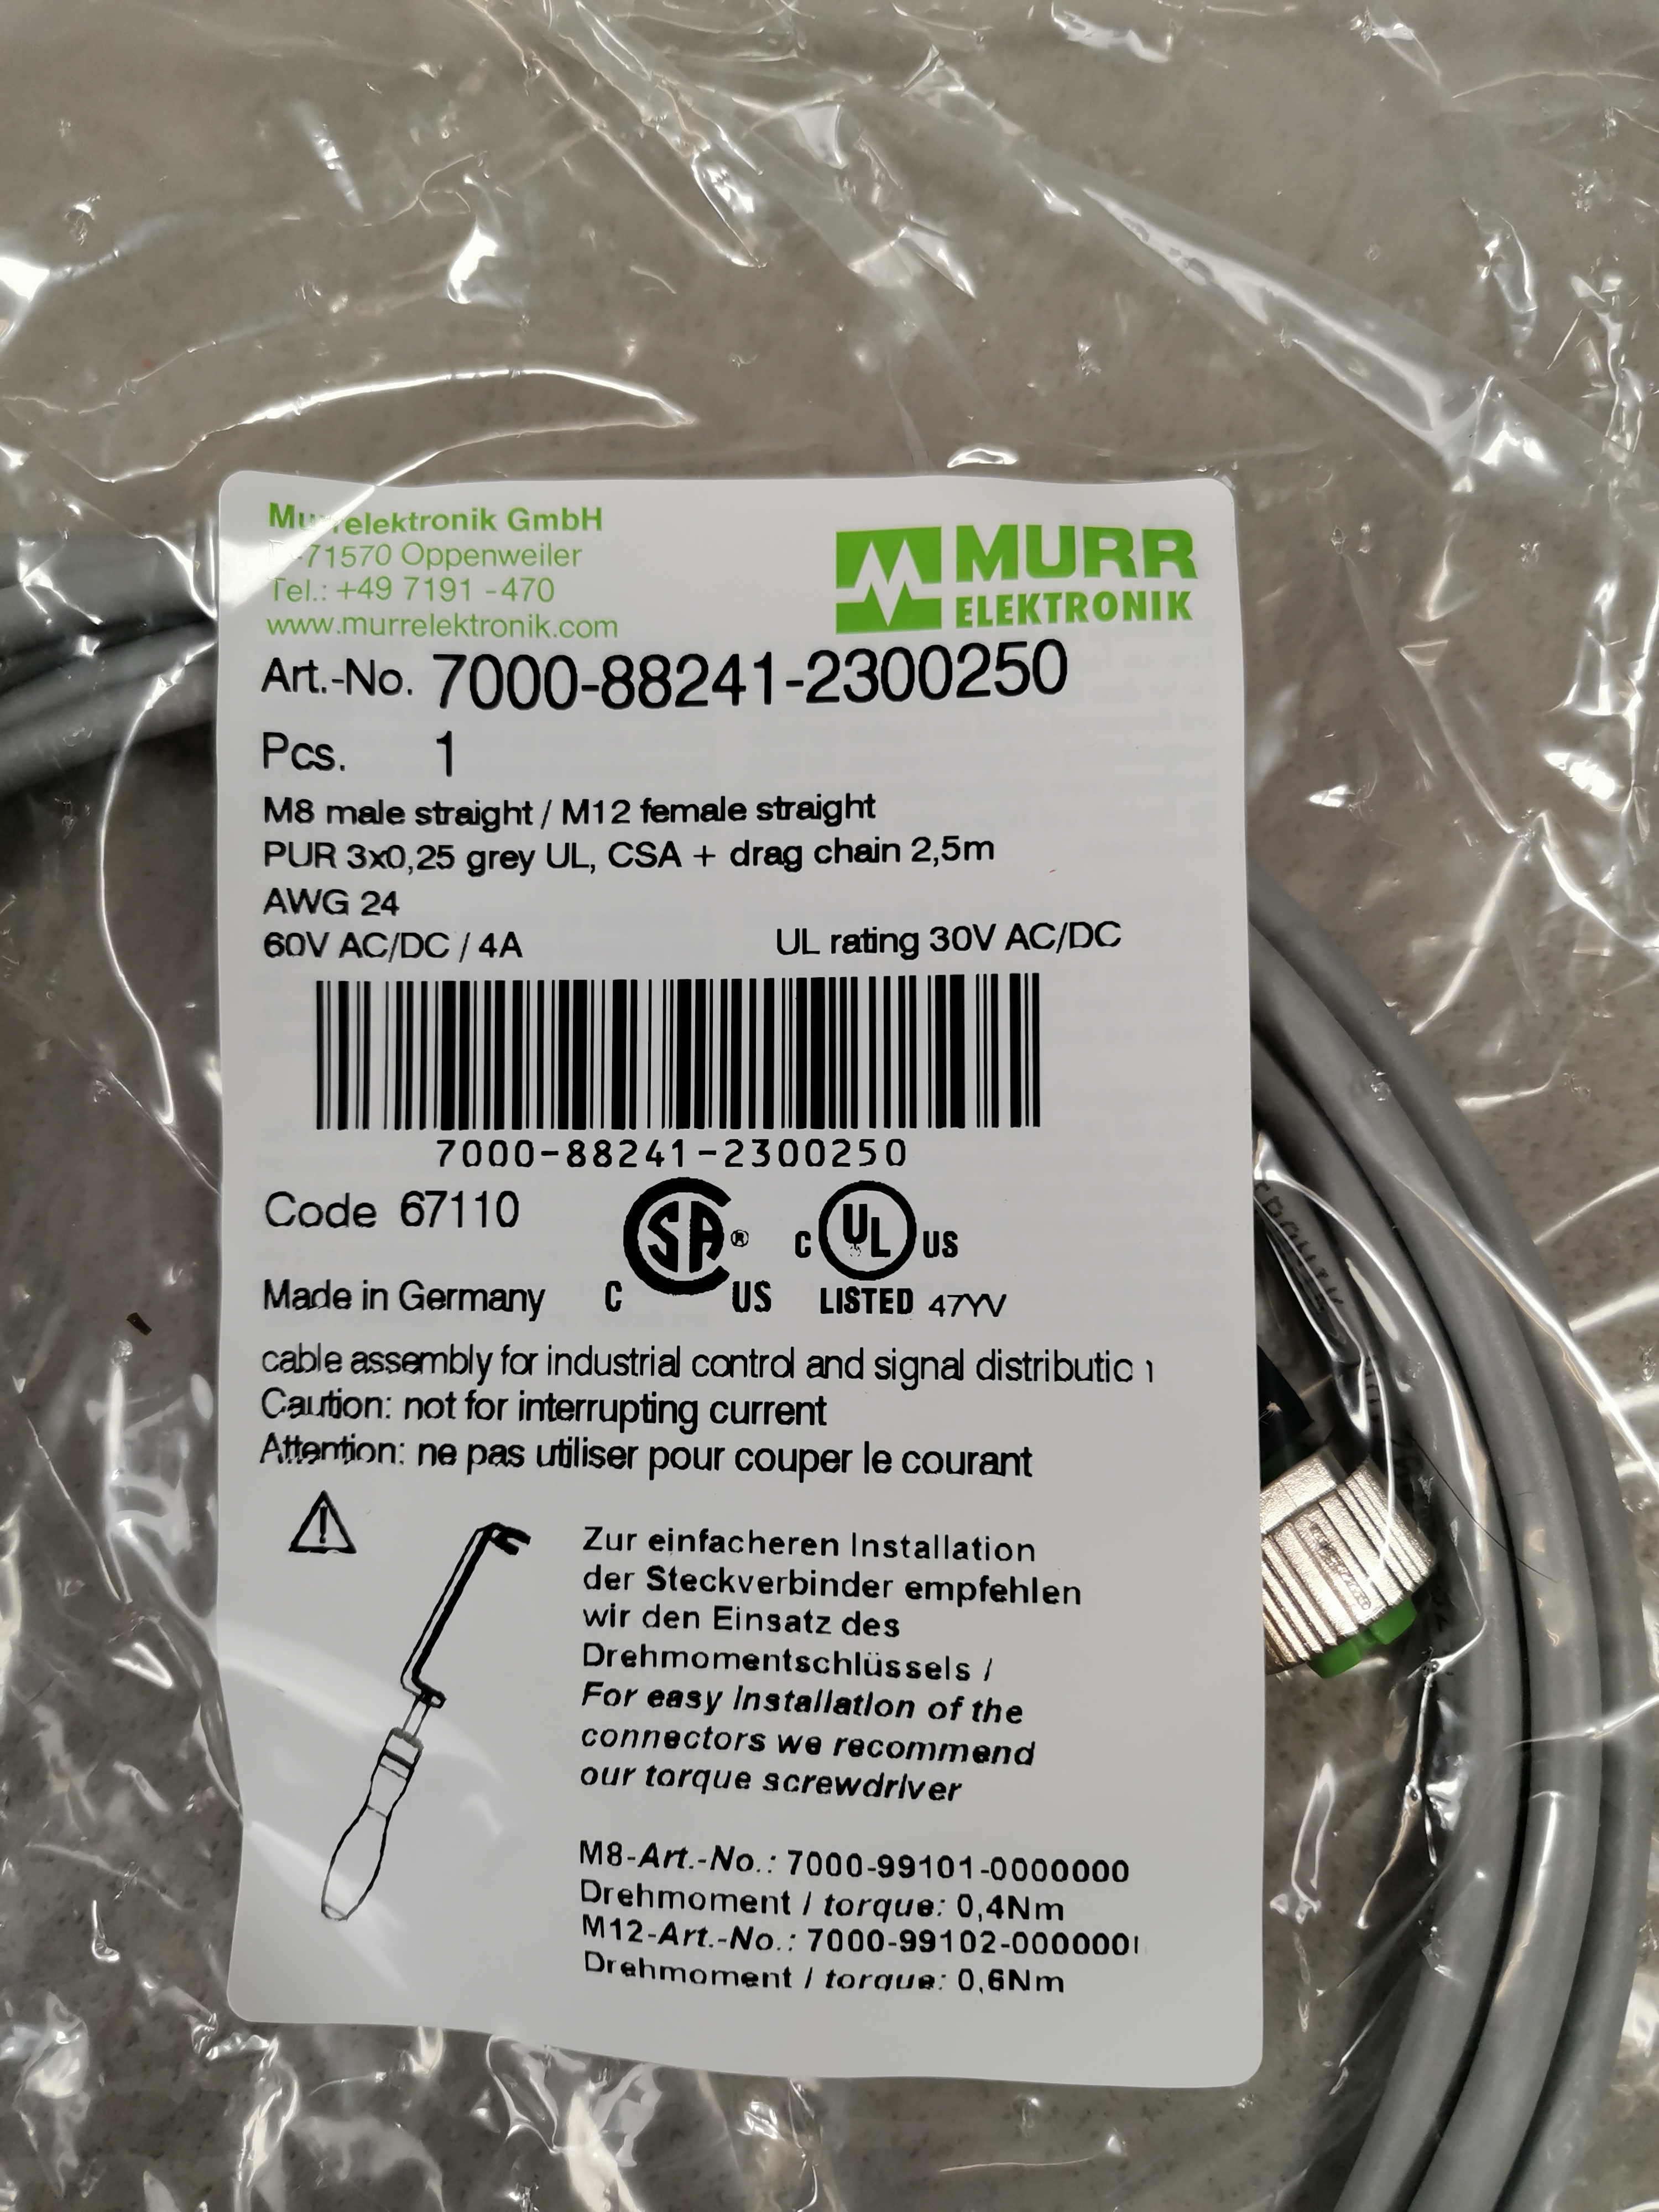 Murrelektronik GmbH
D-71570 Oppenweiler
Tel.: +49 7191 -470
www.murrelektronik.com
MURR
ELEKTRONIK
Art.-No. 7000-88241-2300250
Pcs. 1
M8 male straight / M12 female straight
PUR 3x0,25 grey UL, CSA + drag chain 2,5m
AWG 24
60V AC/DC / 4A UL rating 30V AC/DC
7000-88241-2300250
Code 67110
SA® C US
C UL US
LISTED 47YV
Made in Germany
cable assembly for industrial control and signal distribution
Caution: not for interrupting current
Attention: ne pas utiliser pour couper le courant
Zur einfacheren Installation
der Steckverbinder empfehlen
wir den Einsatz des
Drehmomentschlüssels /
For easy Installation of the
connectors we recommend
our torque screwdriver
M8-Art.-No.: 7000-99101-0000000
Drehmoment / torque: 0,4Nm
M12-Art.-No.: 7000-99102-0000000
Drehmoment / torque: 0,6Nm